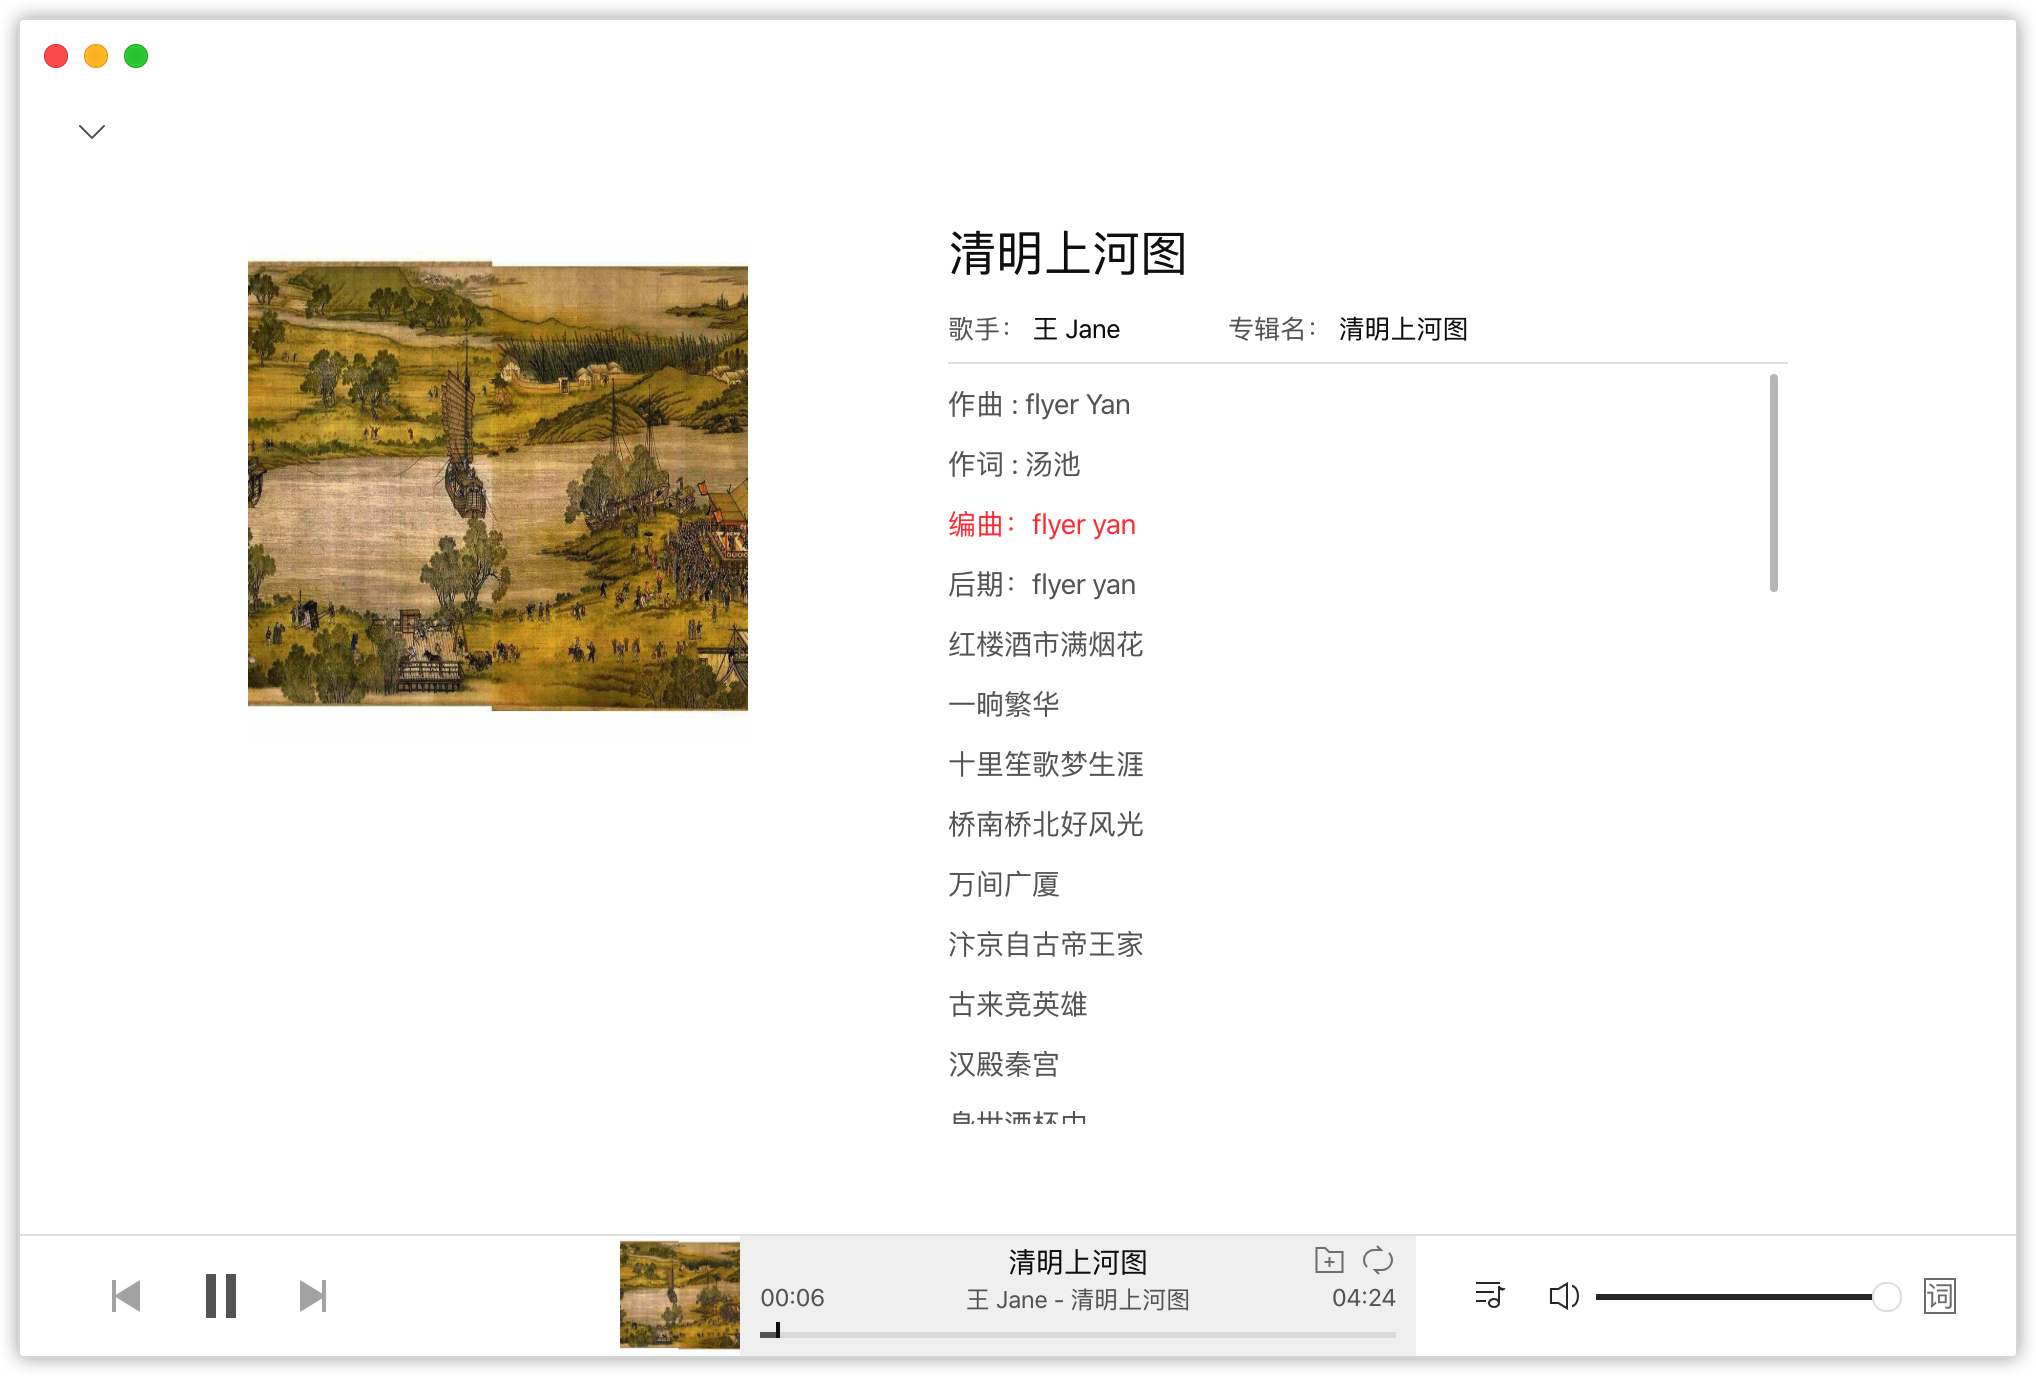 清明上河图
歌手： 王 Jane 专辑名： 清明上河图
作曲 : flyer Yan
作词 : 汤池
编曲：flyer yan
后期：flyer yan
红楼酒市满烟花
一晌繁华
十里笙歌梦生涯
桥南桥北好风光
万间广厦
汴京自古帝王家
古来竞英雄
汉殿秦宫
身世酒杯中
清明上河图
00:06 王 Jane - 清明上河图 04:24
词